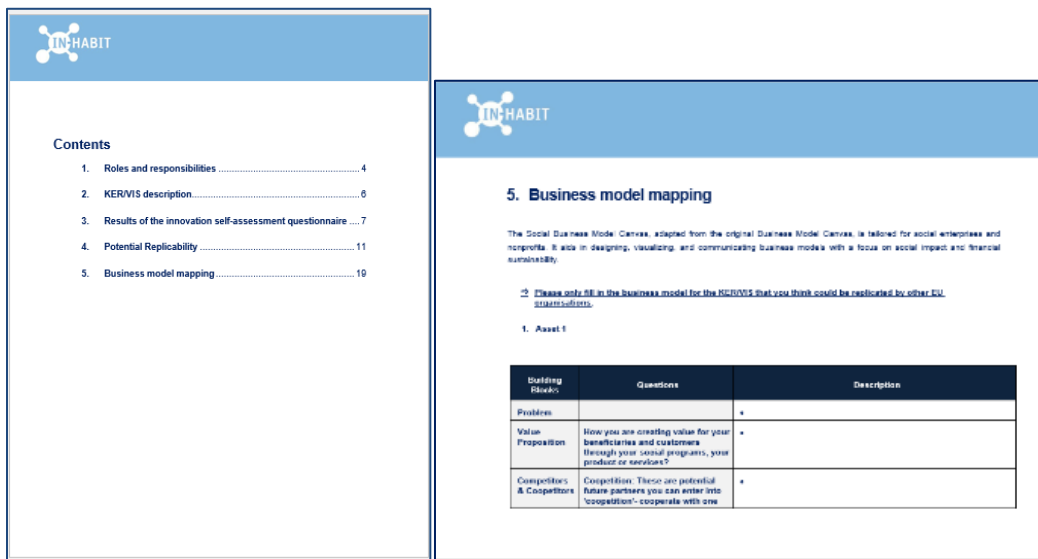 IN-HABIT
Contents
1. Roles and responsibilities 4
2. KER/VIS description 6
3. Results of the innovation self-assessment questionnaire 7
4. Potential Replicability 11
5. Business model mapping 19
IN-HABIT
5. Business model mapping
The Social Business Model Canvas, adapted from the original Business Model Canvas, is tailored for social enterprises and
nonprofits. It aids in designing, visualizing, and communicating business models with a focus on social impact and financial
sustainability.
⇒ Please only fill in the business model for the KER/VIS that you think could be replicated by other EU
organisations.
1. Asset 1
Building
Blocks
Questions
Description
Problem
Value
Proposition
How you are creating value for your
beneficiaries and customers
through your social programs, your
product or services?
Competitors
& Coopetitors
Coopetition: These are potential
future partners you can enter into
'coopetition'- cooperate with one